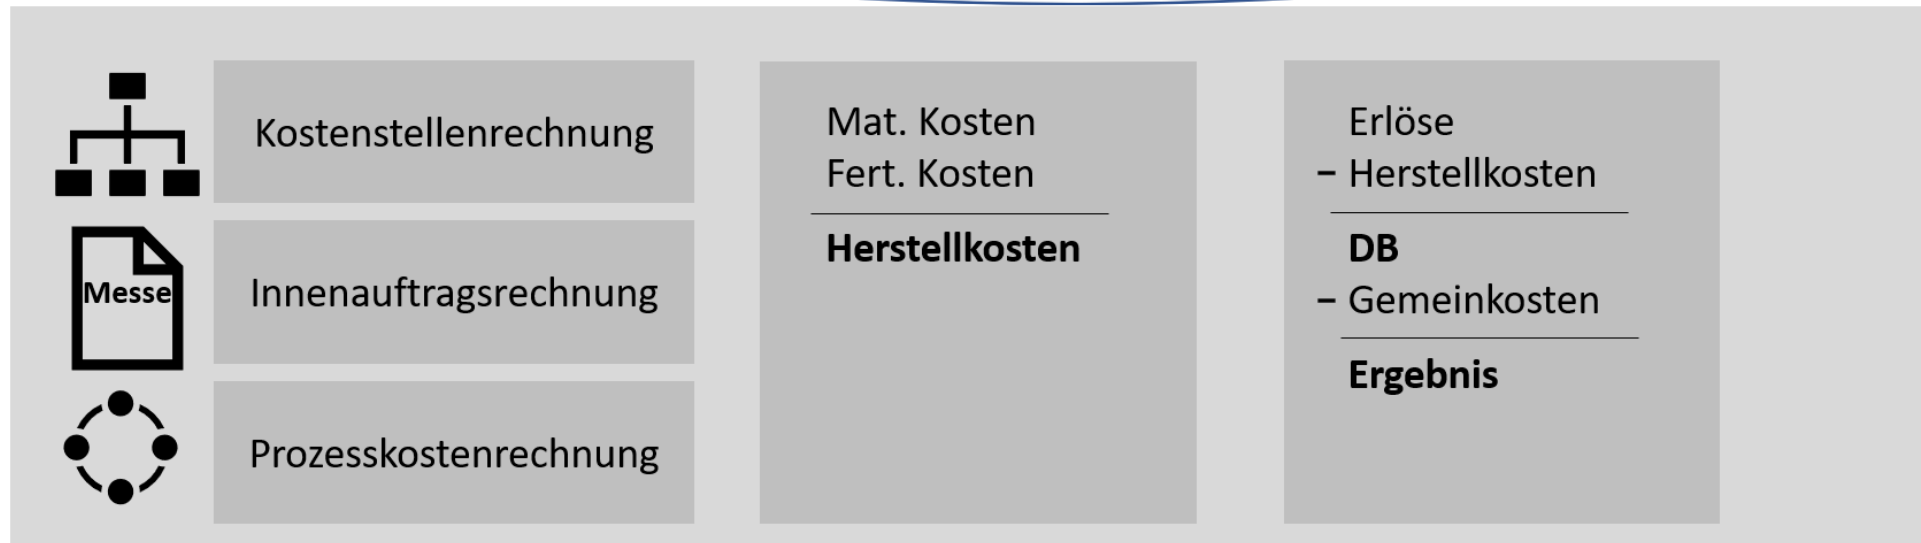 Kostenstellenrechnung
Messe
Innenauftragsrechnung
Prozesskostenrechnung
Mat. Kosten
Fert. Kosten
Herstellkosten
Erlöse
– Herstellkosten
DB
– Gemeinkosten
Ergebnis